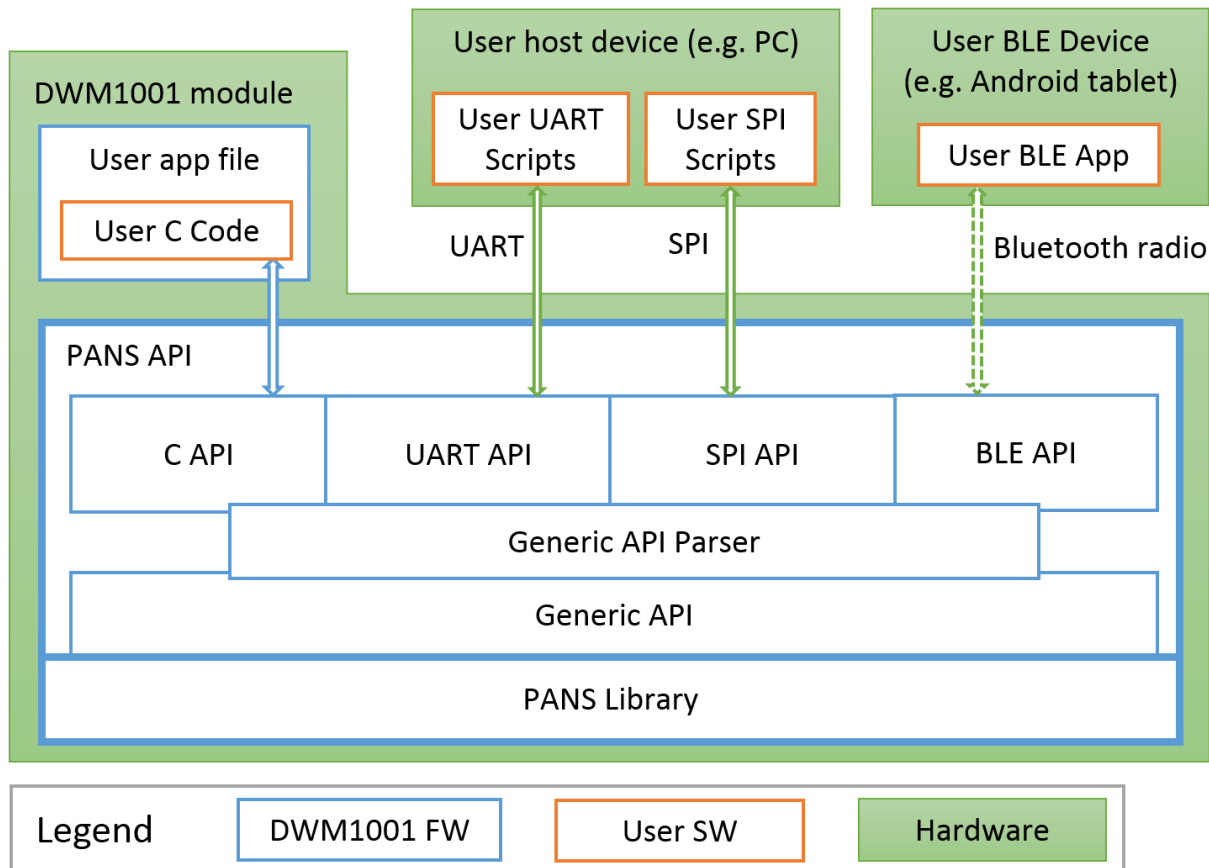 User host device (e.g. PC)
User BLE Device
(e.g. Android tablet)
DWM1001 module
User UART
Scripts
User SPI
Scripts
User BLE App
User app file
User C Code
UART
SPI
Bluetooth radio
PANS API
C API
UART API
SPI API
BLE API
Generic API Parser
Generic API
PANS Library
Legend
DWM1001 FW
User SW
Hardware